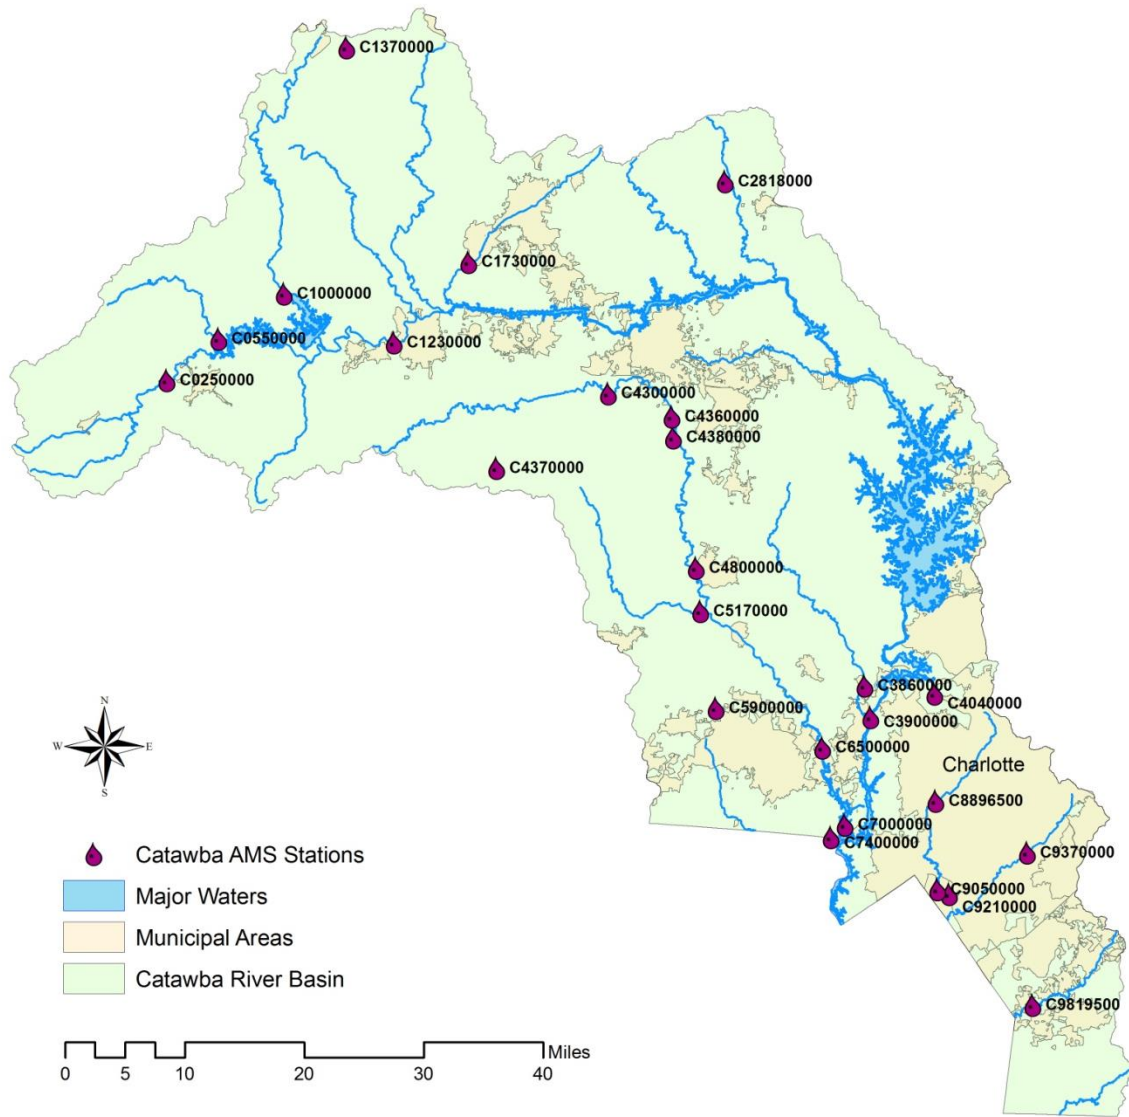 C1370000
C2818000
C1730000
C1000000
C0550000
C1230000
C0250000
C4300000
C4360000
C4380000
C4370000
C4800000
C5170000
C3860000
C4040000
C5900000
C3900000
C6500000
Charlotte
C8896500
C7000000
C7400000
C9370000
C9050000
C9210000
C9819500
N
W E
S
Catawba AMS Stations
Major Waters
Municipal Areas
Catawba River Basin
Miles
0 5 10 20 30 40